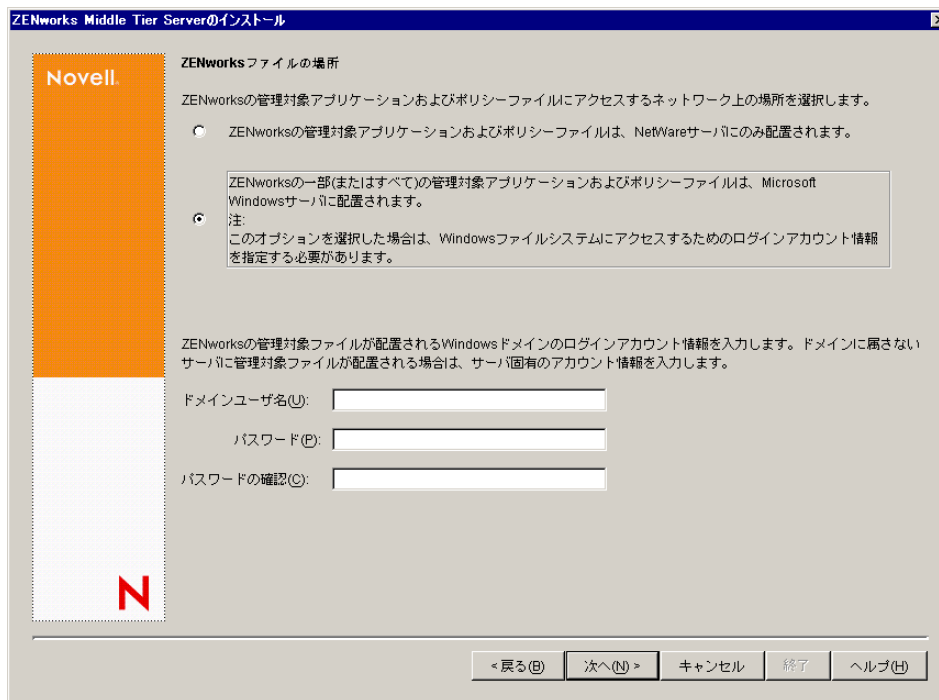 ZENworks Middle Tier Serverのインストール
Novell.
ZENworksファイルの場所
ZENworksの管理対象アプリケーションおよびポリシーファイルにアクセスするネットワーク上の場所を選択します。
ZENworksの管理対象アプリケーションおよびポリシーファイルは、NetWareサーバにのみ配置されます。
ZENworksの一部(またはすべて)の管理対象アプリケーションおよびポリシーファイルは、Microsoft
Windowsサーバに配置されます。
注:
このオプションを選択した場合は、Windowsファイルシステムにアクセスするためのログインアカウント情報
を指定する必要があります。
ZENworksの管理対象ファイルが配置されるWindowsドメインのログインアカウント情報を入力します。ドメインに属さない
サーバに管理対象ファイルが配置される場合は、サーバ固有のアカウント情報を入力します。
ドメインユーザ名(U):
パスワード(P):
パスワードの確認(C):
N
<戻る(B)
次へ(N)>
キャンセル
終了
ヘルプ(H)